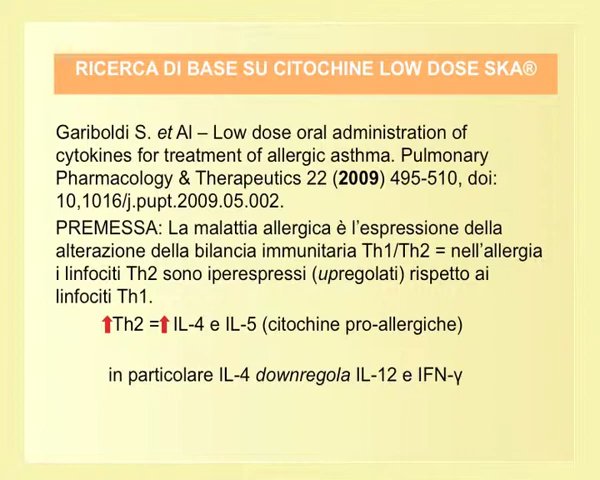 RICERCA DI BASE SU CITOCHINE LOW DOSE SKA®
Gariboldi S. et Al – Low dose oral administration of
cytokines for treatment of allergic asthma. Pulmonary
Pharmacology & Therapeutics 22 (2009) 495-510, doi:
10,1016/j.pupt.2009.05.002.
PREMESSA: La malattia allergica è l’espressione della
alterazione della bilancia immunitaria Th1/Th2 = nell’allergia
i linfociti Th2 sono iperespressi (upregolati) rispetto ai
linfociti Th1.
⬆Th2 =⬆ IL-4 e IL-5 (citochine pro-allergiche)
in particolare IL-4 downregola IL-12 e IFN-γ